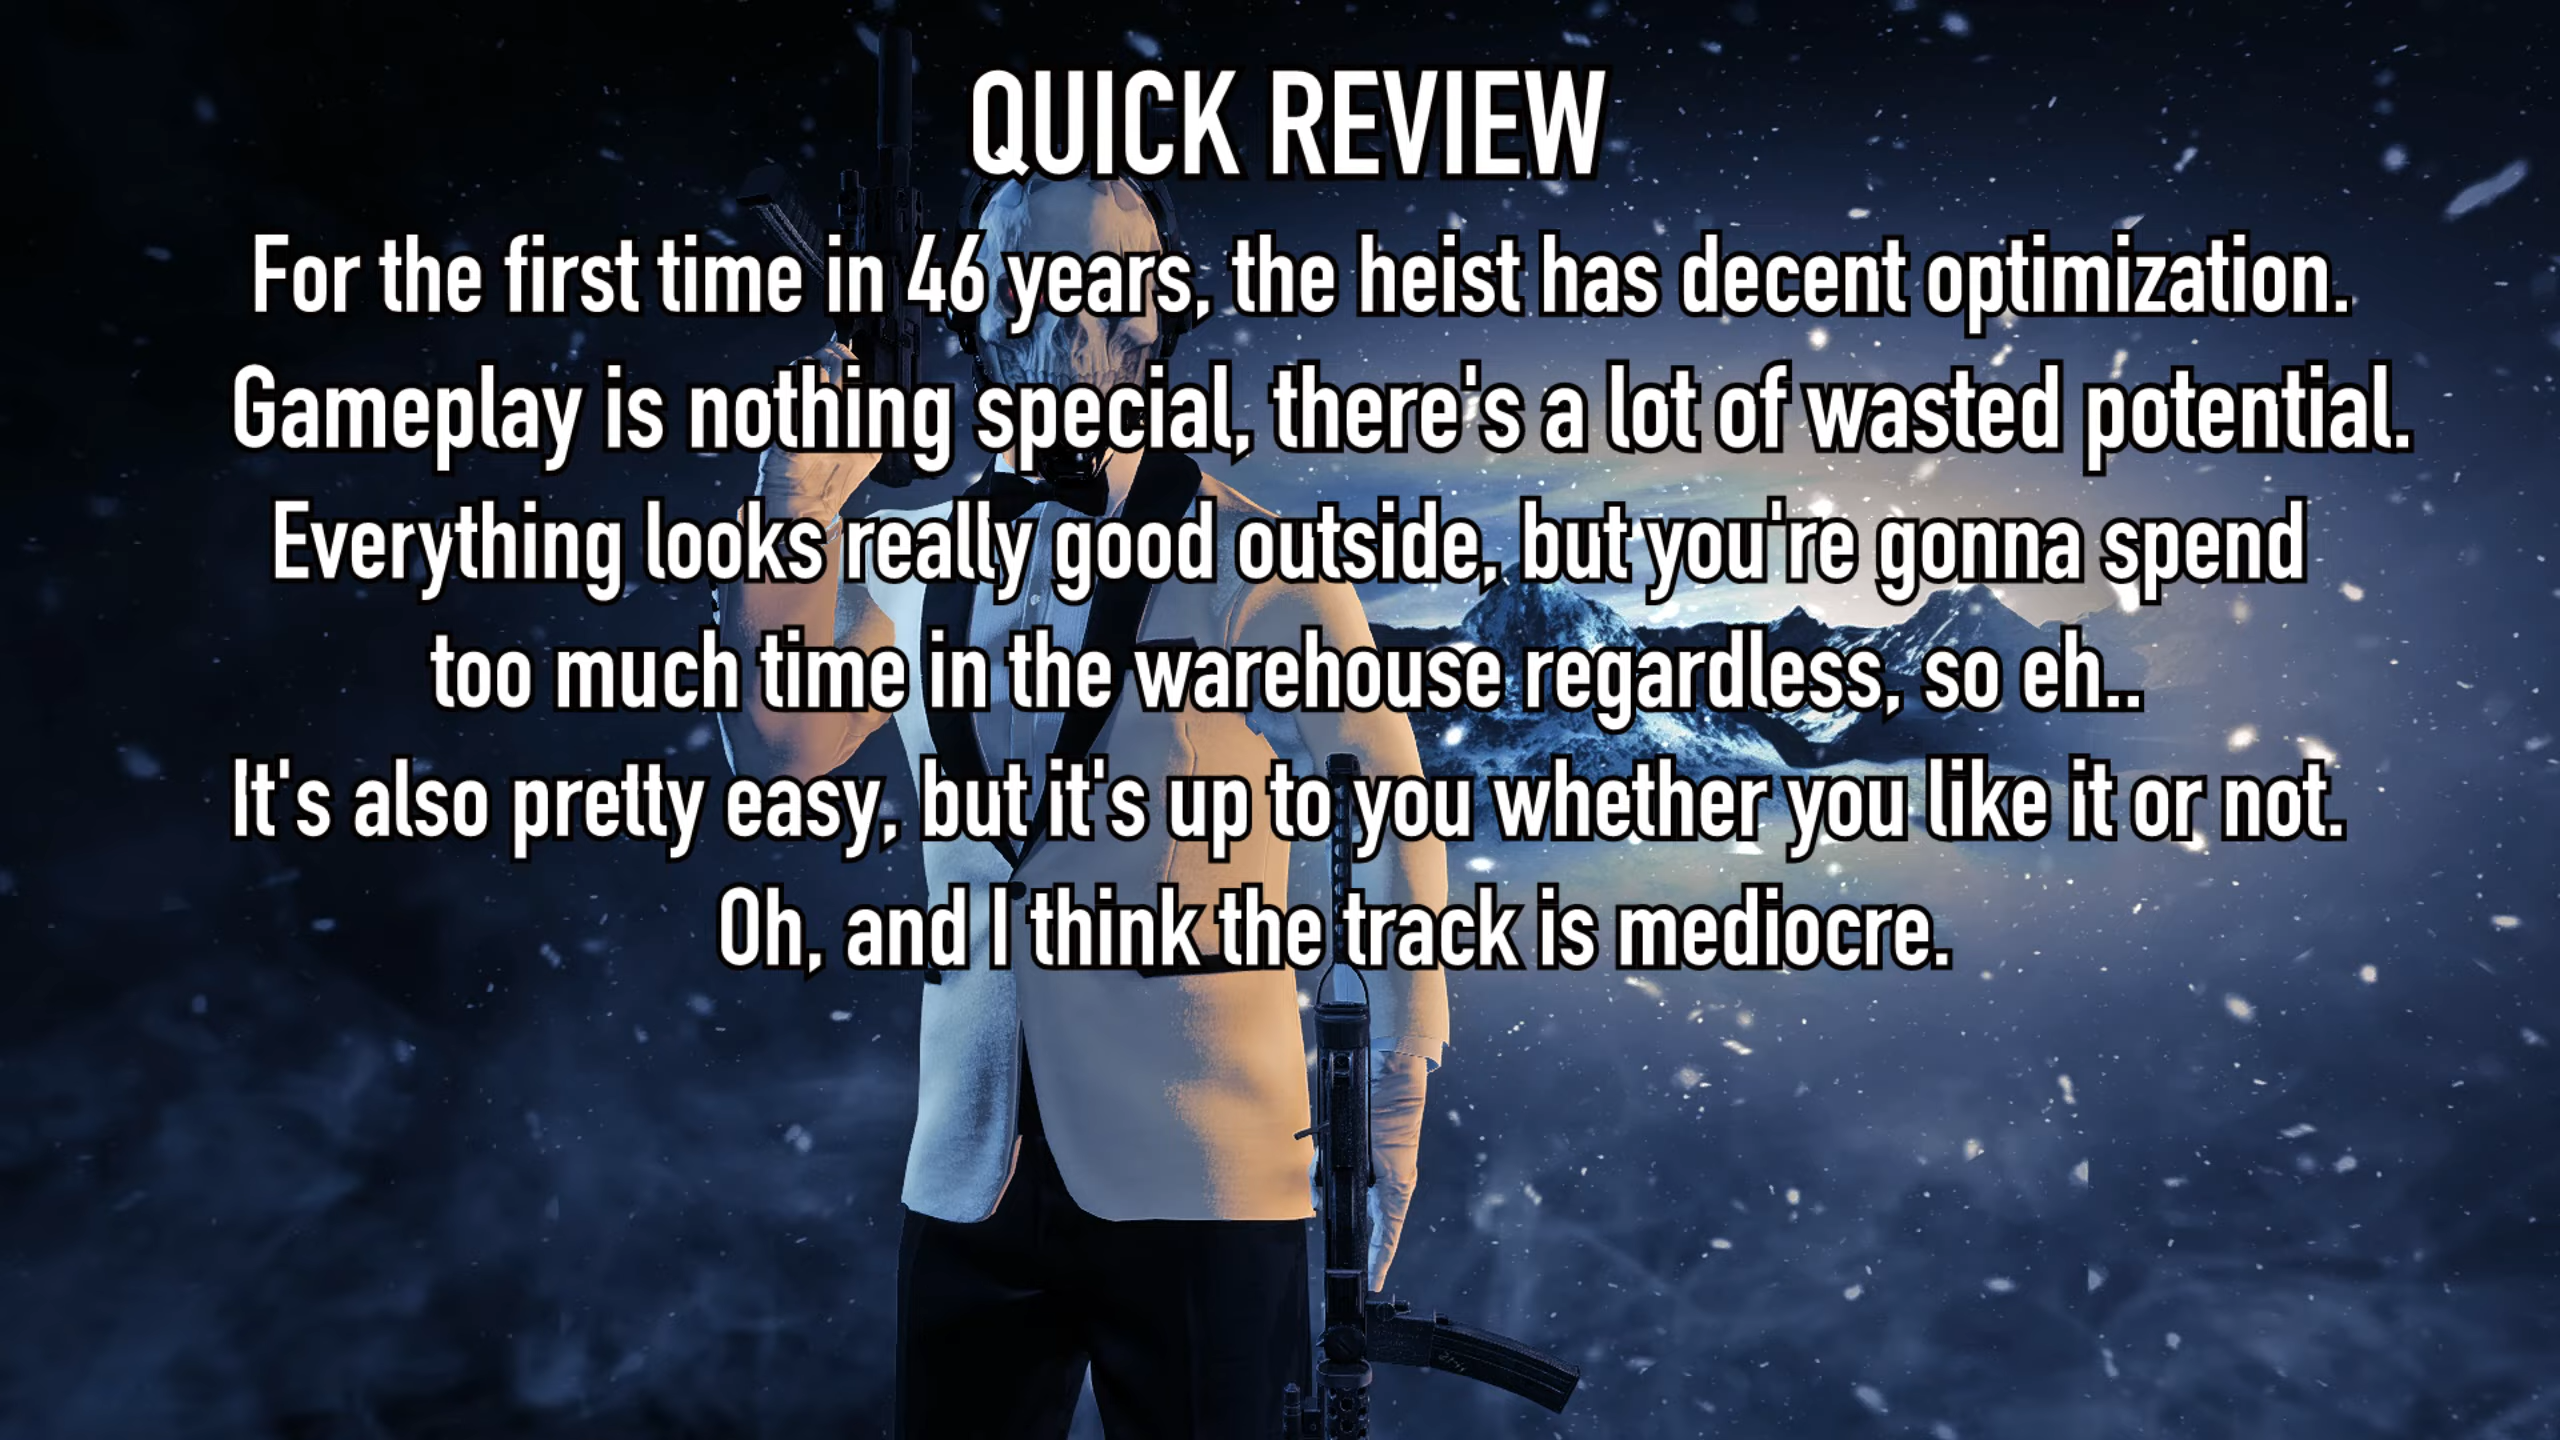 QUICK REVIEW
For the first time in 46 years, the heist has decent optimization.
Gameplay is nothing special, there's a lot of wasted potential.
Everything looks really good outside, but you're gonna spend
too much time in the warehouse regardless, so eh..
It's also pretty easy, but it's up to you whether you like it or not.
Oh, and I think the track is mediocre.